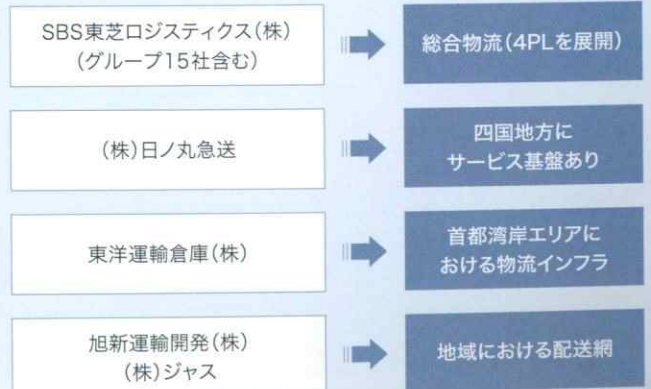 SBS東芝ロジスティクス(株)
(グループ15社含む)
総合物流(4PLを展開)
(株)日ノ丸急送
四国地方に
サービス基盤あり
東洋運輸倉庫(株)
首都湾岸エリアに
おける物流インフラ
旭新運輸開発(株)
(株)ジャス
地域における配送網